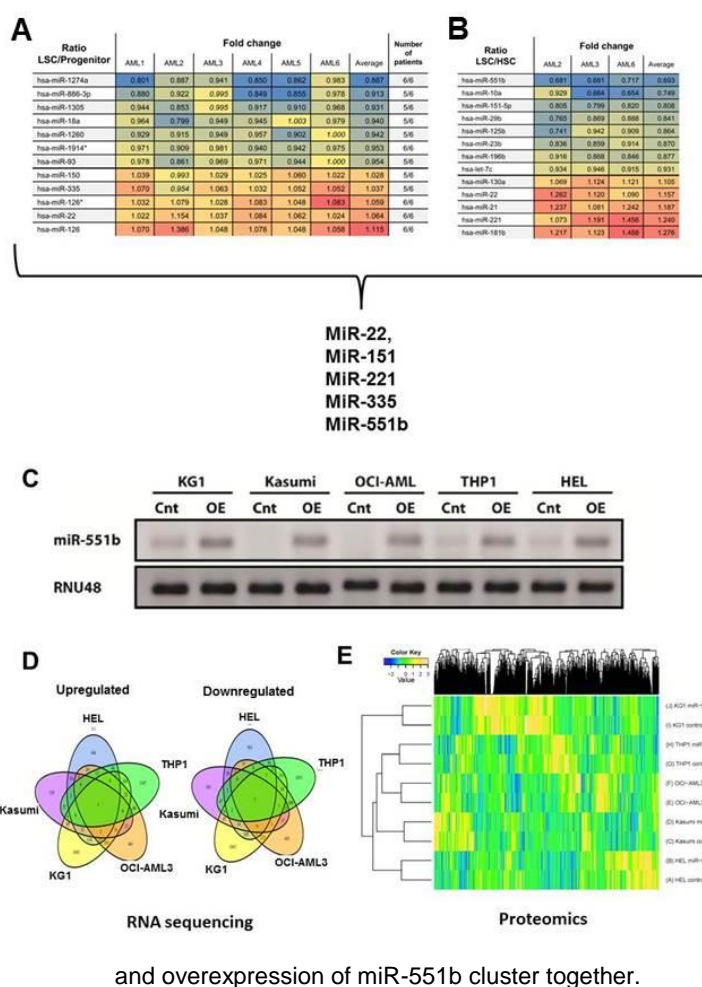 A
Ratio LSC/Progenitor
Fold change
Number of patients
AML1 AML2 AML3 AML4 AML5 AML6 Average
hsa-miR-1274a 0.801 0.887 0.941 0.850 0.862 0.983 0.887 6/6
hsa-miR-886-3p 0.880 0.922 0.995 0.849 0.855 0.978 0.913 5/6
hsa-miR-1305 0.944 0.853 0.995 0.917 0.910 0.968 0.931 5/6
hsa-miR-18a 0.964 0.799 0.949 0.945 1.003 0.979 0.940 5/6
hsa-miR-1260 0.929 0.915 0.949 0.957 0.902 1.000 0.942 5/6
hsa-miR-1914* 0.971 0.909 0.981 0.940 0.942 0.975 0.953 6/6
hsa-miR-93 0.978 0.861 0.969 0.971 0.944 1.000 0.954 5/6
hsa-miR-150 1.039 0.993 1.029 1.025 1.060 1.022 1.028 5/6
hsa-miR-335 1.070 0.954 1.063 1.032 1.052 1.052 1.037 5/6
hsa-miR-126* 1.032 1.079 1.028 1.083 1.048 1.083 1.059 6/6
hsa-miR-22 1.022 1.154 1.037 1.084 1.062 1.024 1.064 6/6
hsa-miR-126 1.070 1.386 1.048 1.078 1.048 1.058 1.115 6/6
B
Ratio LSC/HSC
Fold change
AML2 AML3 AML6 Average
hsa-miR-551b 0.681 0.681 0.717 0.693
hsa-miR-10a 0.929 0.664 0.654 0.749
hsa-miR-151-5p 0.805 0.799 0.820 0.808
hsa-miR-29b 0.765 0.869 0.888 0.841
hsa-miR-125b 0.741 0.942 0.909 0.864
hsa-miR-23b 0.836 0.859 0.914 0.870
hsa-miR-196b 0.916 0.868 0.846 0.877
hsa-let-7c 0.934 0.946 0.915 0.931
hsa-miR-130a 1.069 1.124 1.121 1.105
hsa-miR-22 1.262 1.120 1.090 1.157
hsa-miR-21 1.237 1.081 1.242 1.187
hsa-miR-221 1.073 1.191 1.456 1.240
hsa-miR-181b 1.217 1.123 1.488 1.276
MiR-22,
MiR-151
MiR-221
MiR-335
MiR-551b
C
KG1 Kasumi OCI-AML THP1 HEL
Cnt OE Cnt OE Cnt OE Cnt OE Cnt OE
miR-551b
RNU48
D
Upregulated Downregulated
HEL HEL
THP1 THP1
Kasumi Kasumi
OCI-AML3 OCI-AML3
KG1 KG1
RNA sequencing
E
Color Key
Value
(I) KG1 control
(H) THP1
(G) THP1
(F) OCI-AML3
(E) OCI-AML3
(D) Kasumi
(C) Kasumi
(B) HEL
(A) HEL control
Proteomics
and overexpression of miR-551b cluster together.